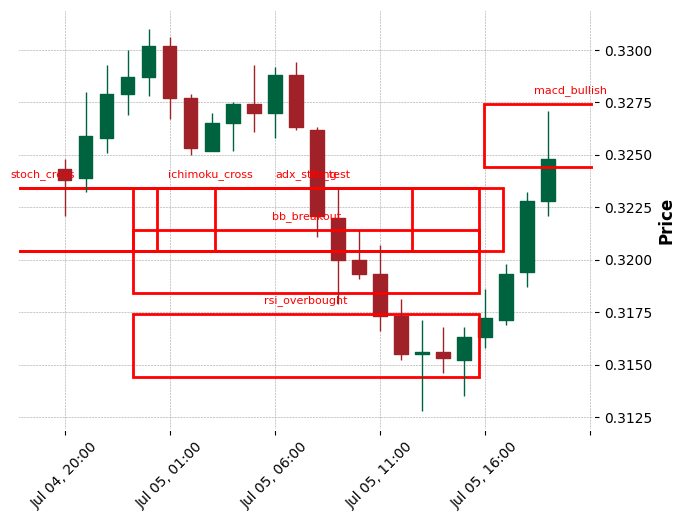 0.3300
macd_bullish
0.3275
0.3250
stoch_cross
ichimoku_cross
test
0.3225
bb_breakout
0.3200
Price
rsi_overbought
0.3175
0.3150
0.3125
Jul 04, 20:00
Jul 05, 01:00
Jul 05, 06:00
Jul 05, 11:00
Jul 05, 16:00